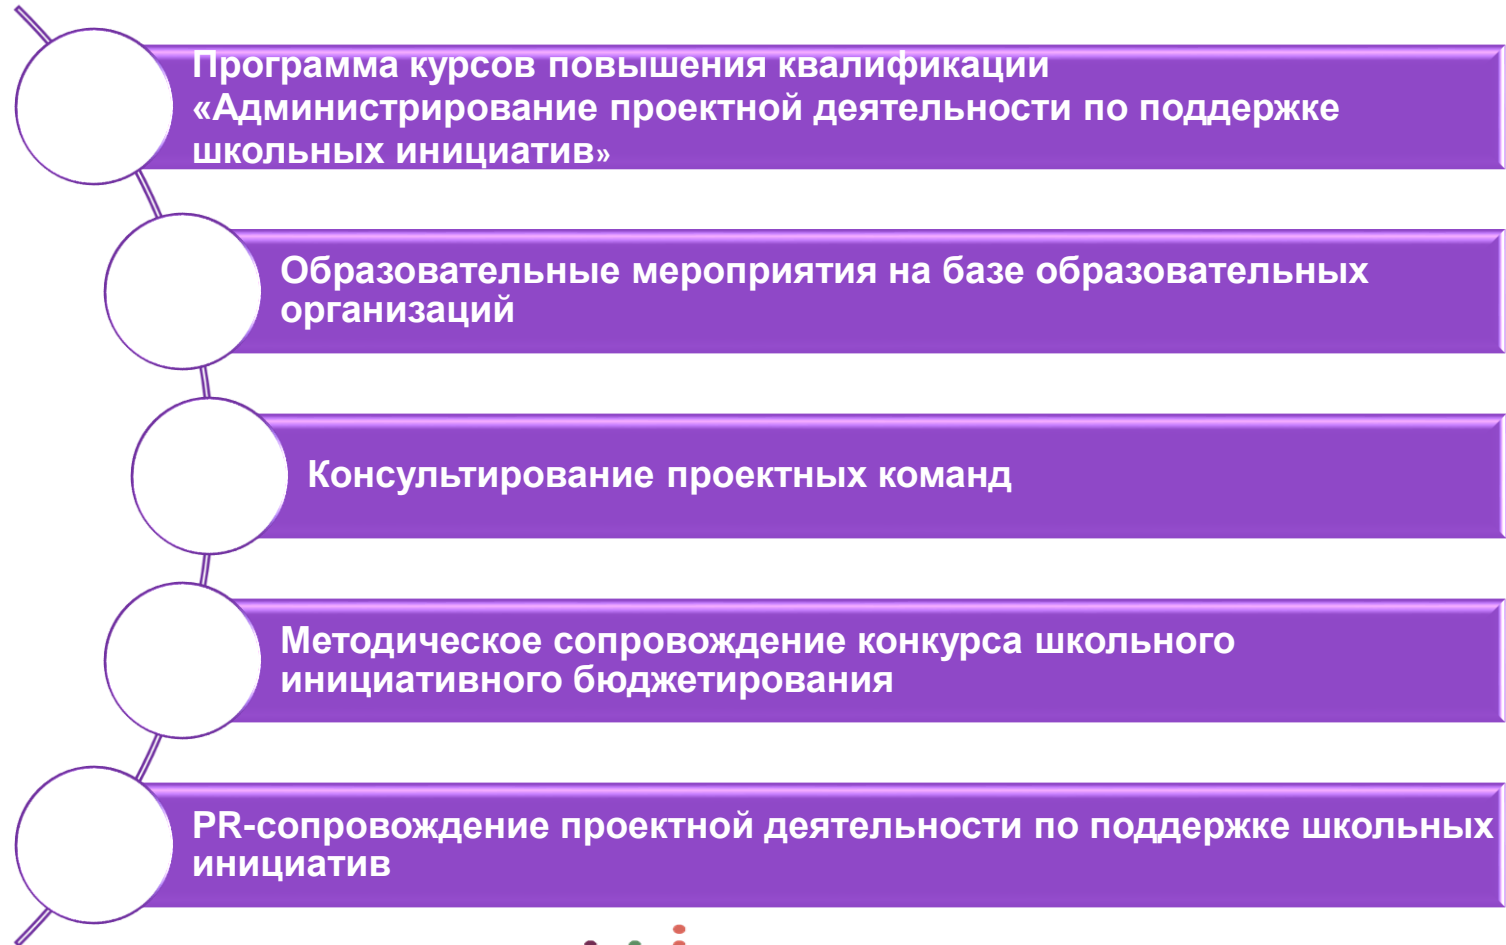 Программа курсов повышения квалификации
«Администрирование проектной деятельности по поддержке
школьных инициатив»
Образовательные мероприятия на базе образовательных
организаций
Консультирование проектных команд
Методическое сопровождение конкурса школьного
инициативного бюджетирования
PR-сопровождение проектной деятельности по поддержке школьных
инициатив